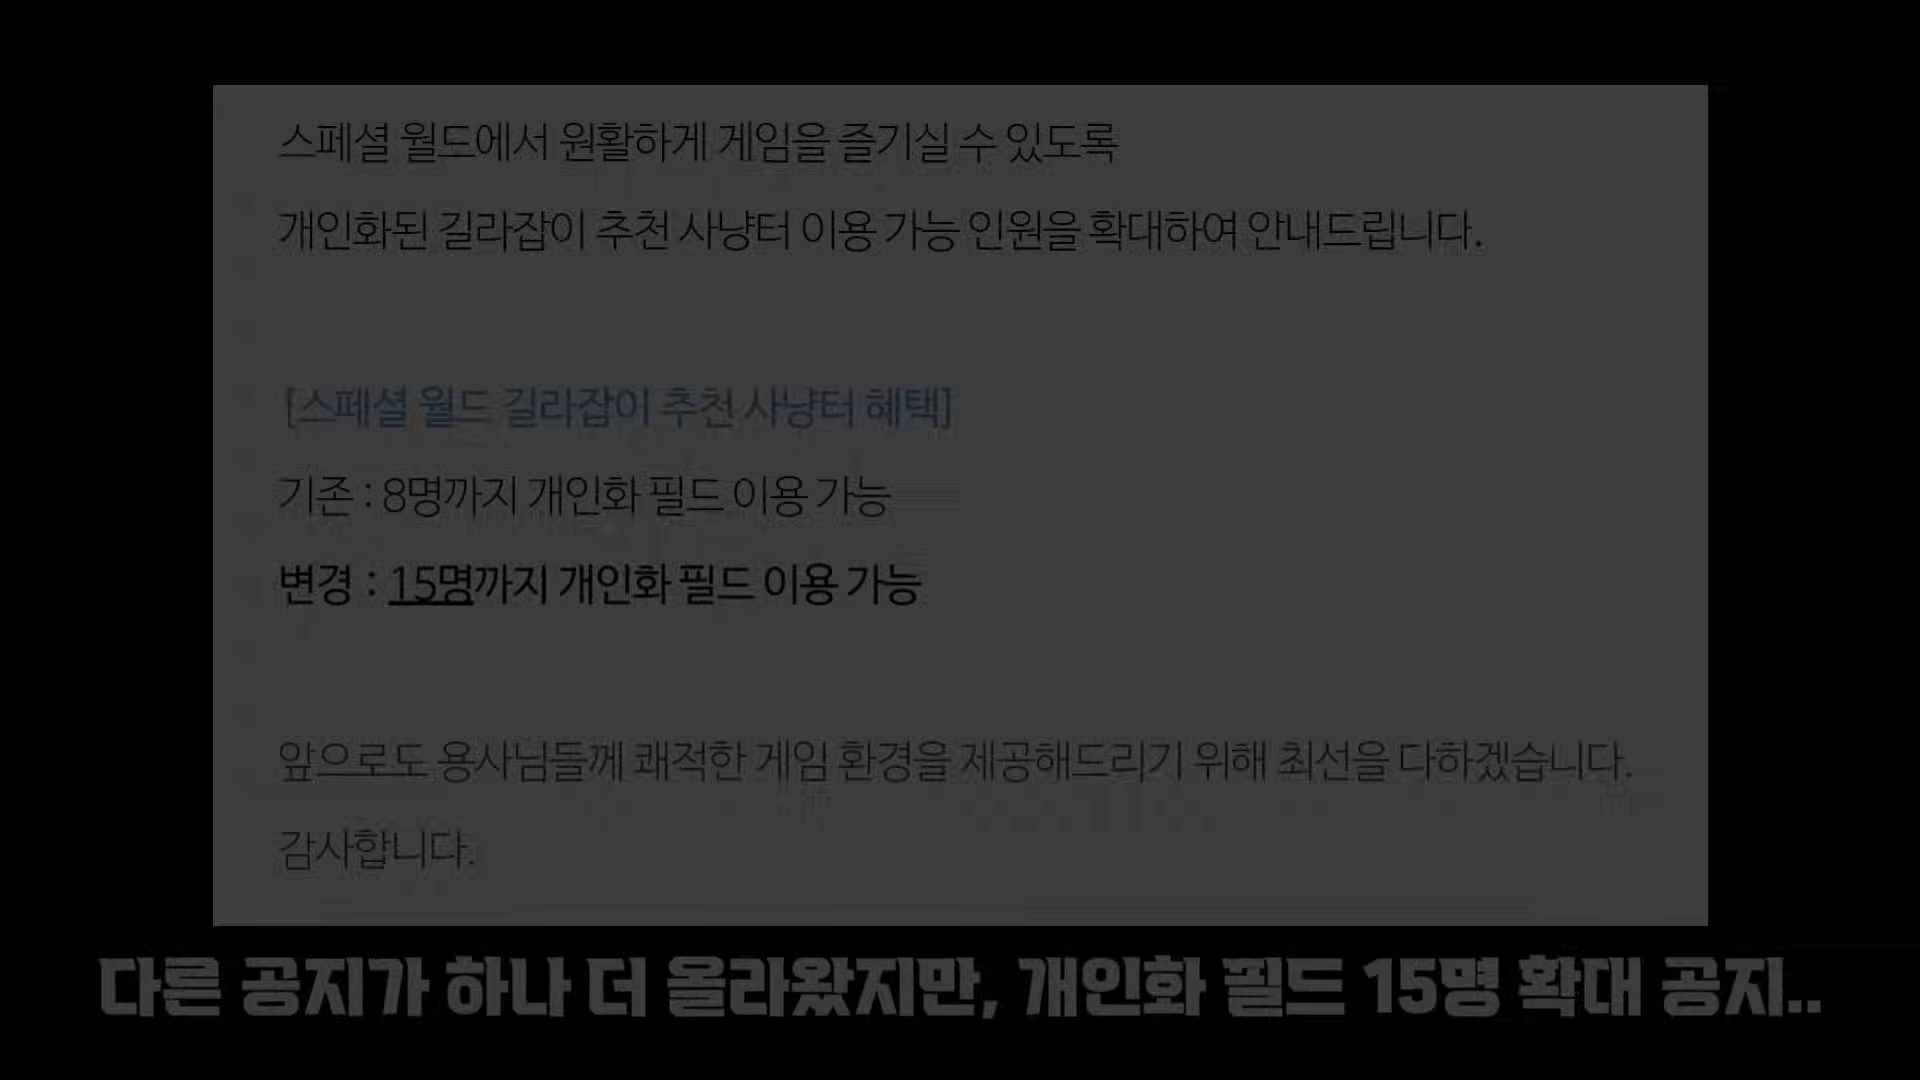 스페셜 월드에서 원활하게 게임을 즐기실 수 있도록
개인화된 길라잡이 추천 사냥터 이용 가능 인원을 확대하여 안내드립니다.
[스페셜 월드 길라잡이 추천 사냥터 혜택]
기존 : 8명까지 개인화 필드 이용 가능
변경 : 15명까지 개인화 필드 이용 가능
앞으로도 용사님들께 쾌적한 게임 환경을 제공해드리기 위해 최선을 다하겠습니다.
감사합니다.
다른 공지가 하나 더 올라왔지만, 개인화 필드 15명 확대 공지..